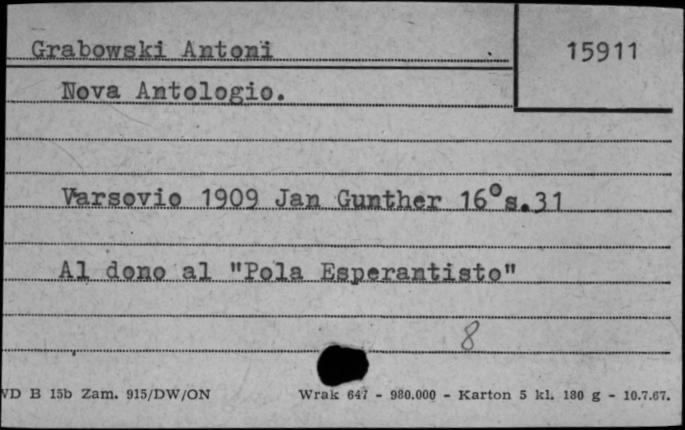 Grabowski Antoni
15911
Nova Antologio.
Varsovio 1909 Jan Gunther 16° s.31
Al dono al "Pola Esperantisto"
8
WD B 15b Zam. 915/DW/ON Wrak 647 - 980.000 - Karton 5 kl. 180 g - 10.7.67.